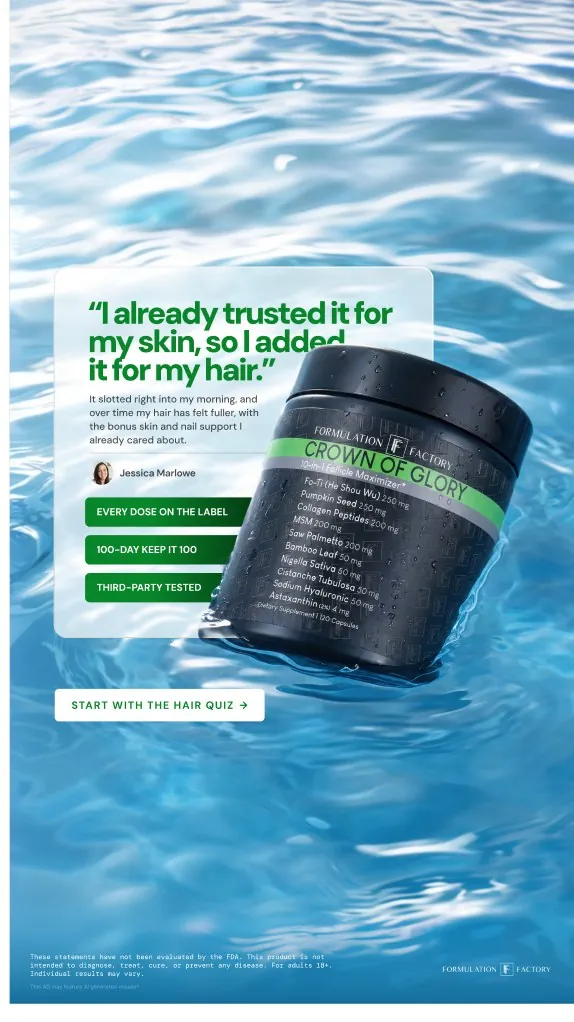 “I already trusted it for
my skin, so I added
it for my hair.”
It slotted right into my morning, and
over time my hair has felt fuller, with
the bonus skin and nail support I
already cared about.
Jessica Marlowe
EVERY DOSE ON THE LABEL
100-DAY KEEP IT 100
THIRD-PARTY TESTED
FORMULATION F FACTORY
CROWN OF GLORY
10-in-1 Follicle Maximizer*
Fo-Ti (He Shou Wu) 250 mg
Pumpkin Seed 250 mg
Collagen Peptides 200 mg
MSM 200 mg
Saw Palmetto 200 mg
Bamboo Leaf 50 mg
Nigella Sativa 50 mg
Cistanche Tubulosa 50 mg
Sodium Hyaluronic 50 mg
Astaxanthin (2%) 4 mg
Dietary Supplement | 120 Capsules
START WITH THE HAIR QUIZ →
These statements have not been evaluated by the FDA. This product is not
intended to diagnose, treat, cure, or prevent any disease. For adults 18+.
Individual results may vary.
This AD may feature AI generated visuals*
FORMULATION F FACTORY